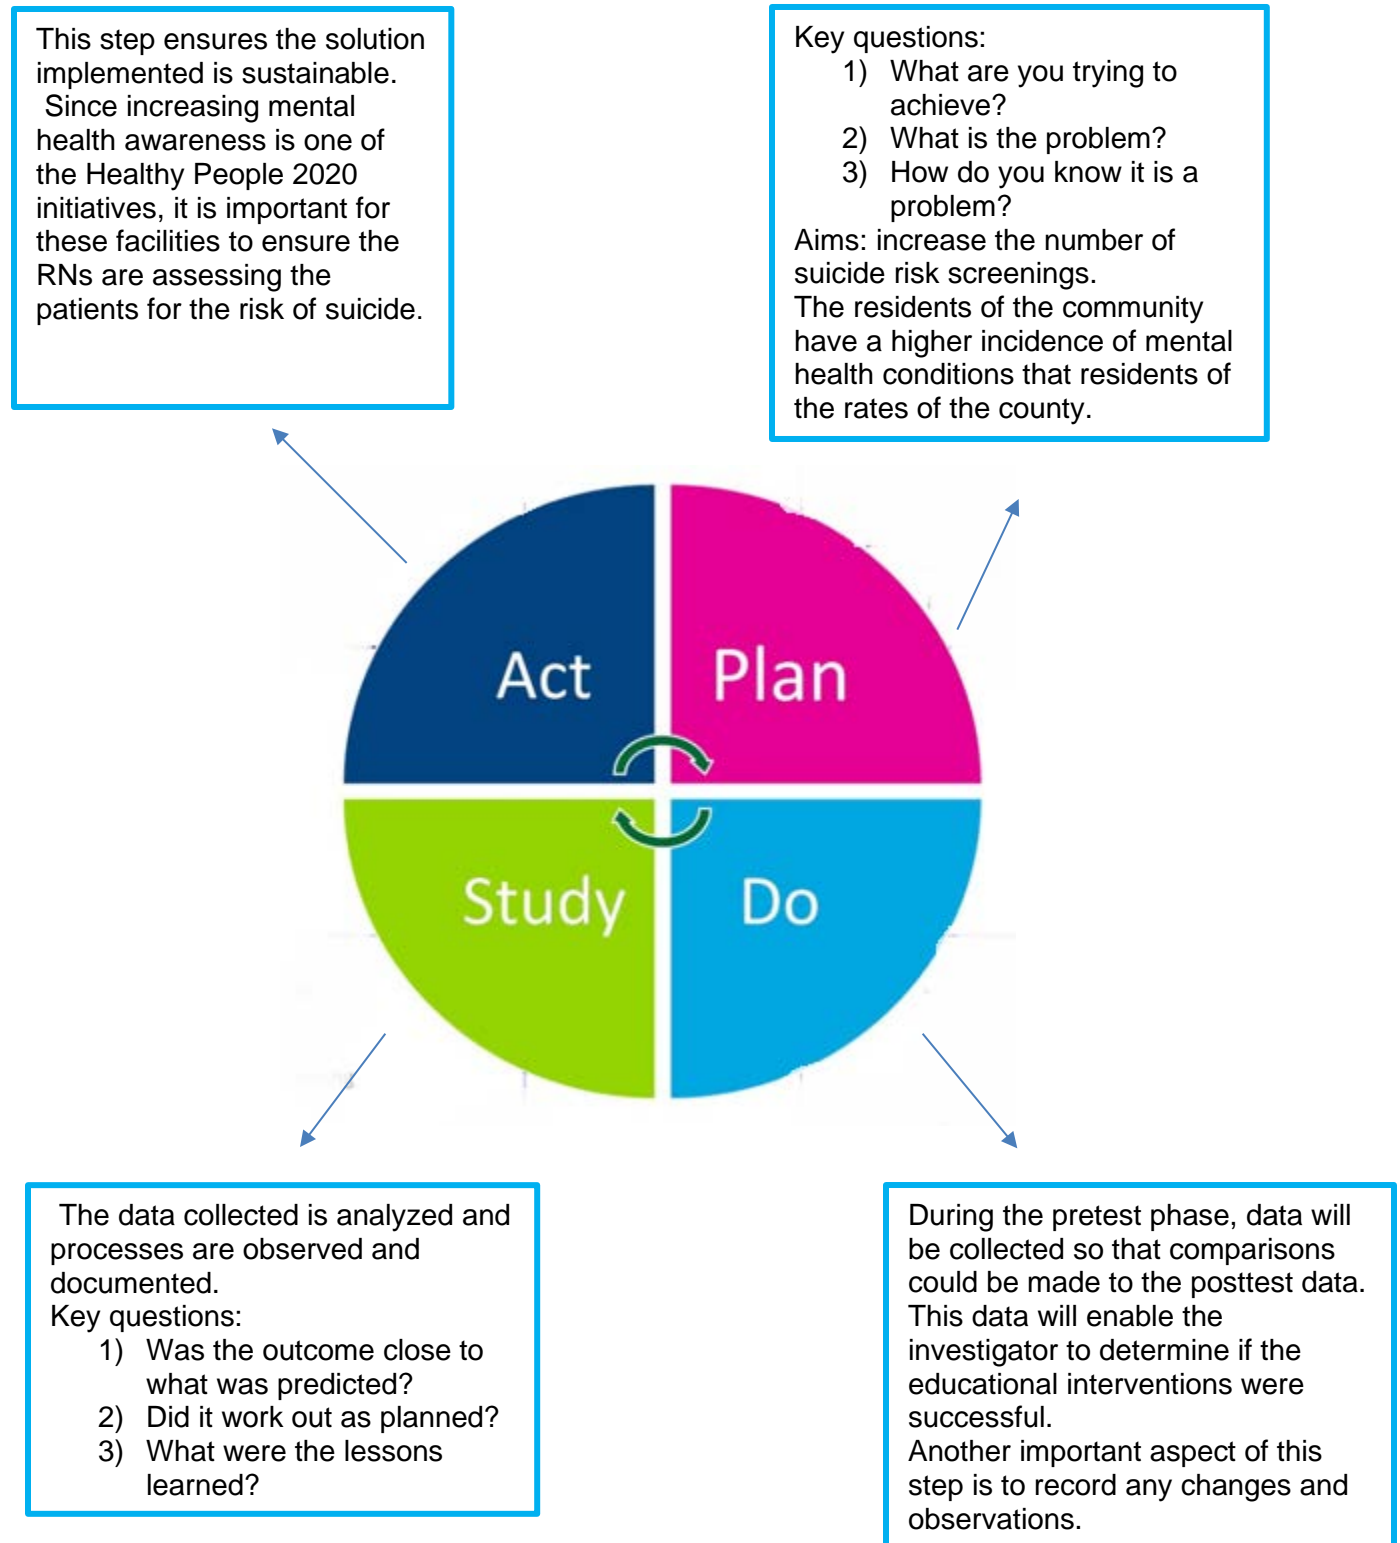 This step ensures the solution
implemented is sustainable.
Since increasing mental
health awareness is one of
the Healthy People 2020
initiatives, it is important for
these facilities to ensure the
RNs are assessing the
patients for the risk of suicide.
Key questions:
1) What are you trying to
achieve?
2) What is the problem?
3) How do you know it is a
problem?
Aims: increase the number of
suicide risk screenings.
The residents of the community
have a higher incidence of mental
health conditions that residents of
the rates of the county.
Act
Plan
Study
Do
The data collected is analyzed and
processes are observed and
documented.
Key questions:
1) Was the outcome close to
what was predicted?
2) Did it work out as planned?
3) What were the lessons
learned?
During the pretest phase, data will
be collected so that comparisons
could be made to the posttest data.
This data will enable the
investigator to determine if the
educational interventions were
successful.
Another important aspect of this
step is to record any changes and
observations.